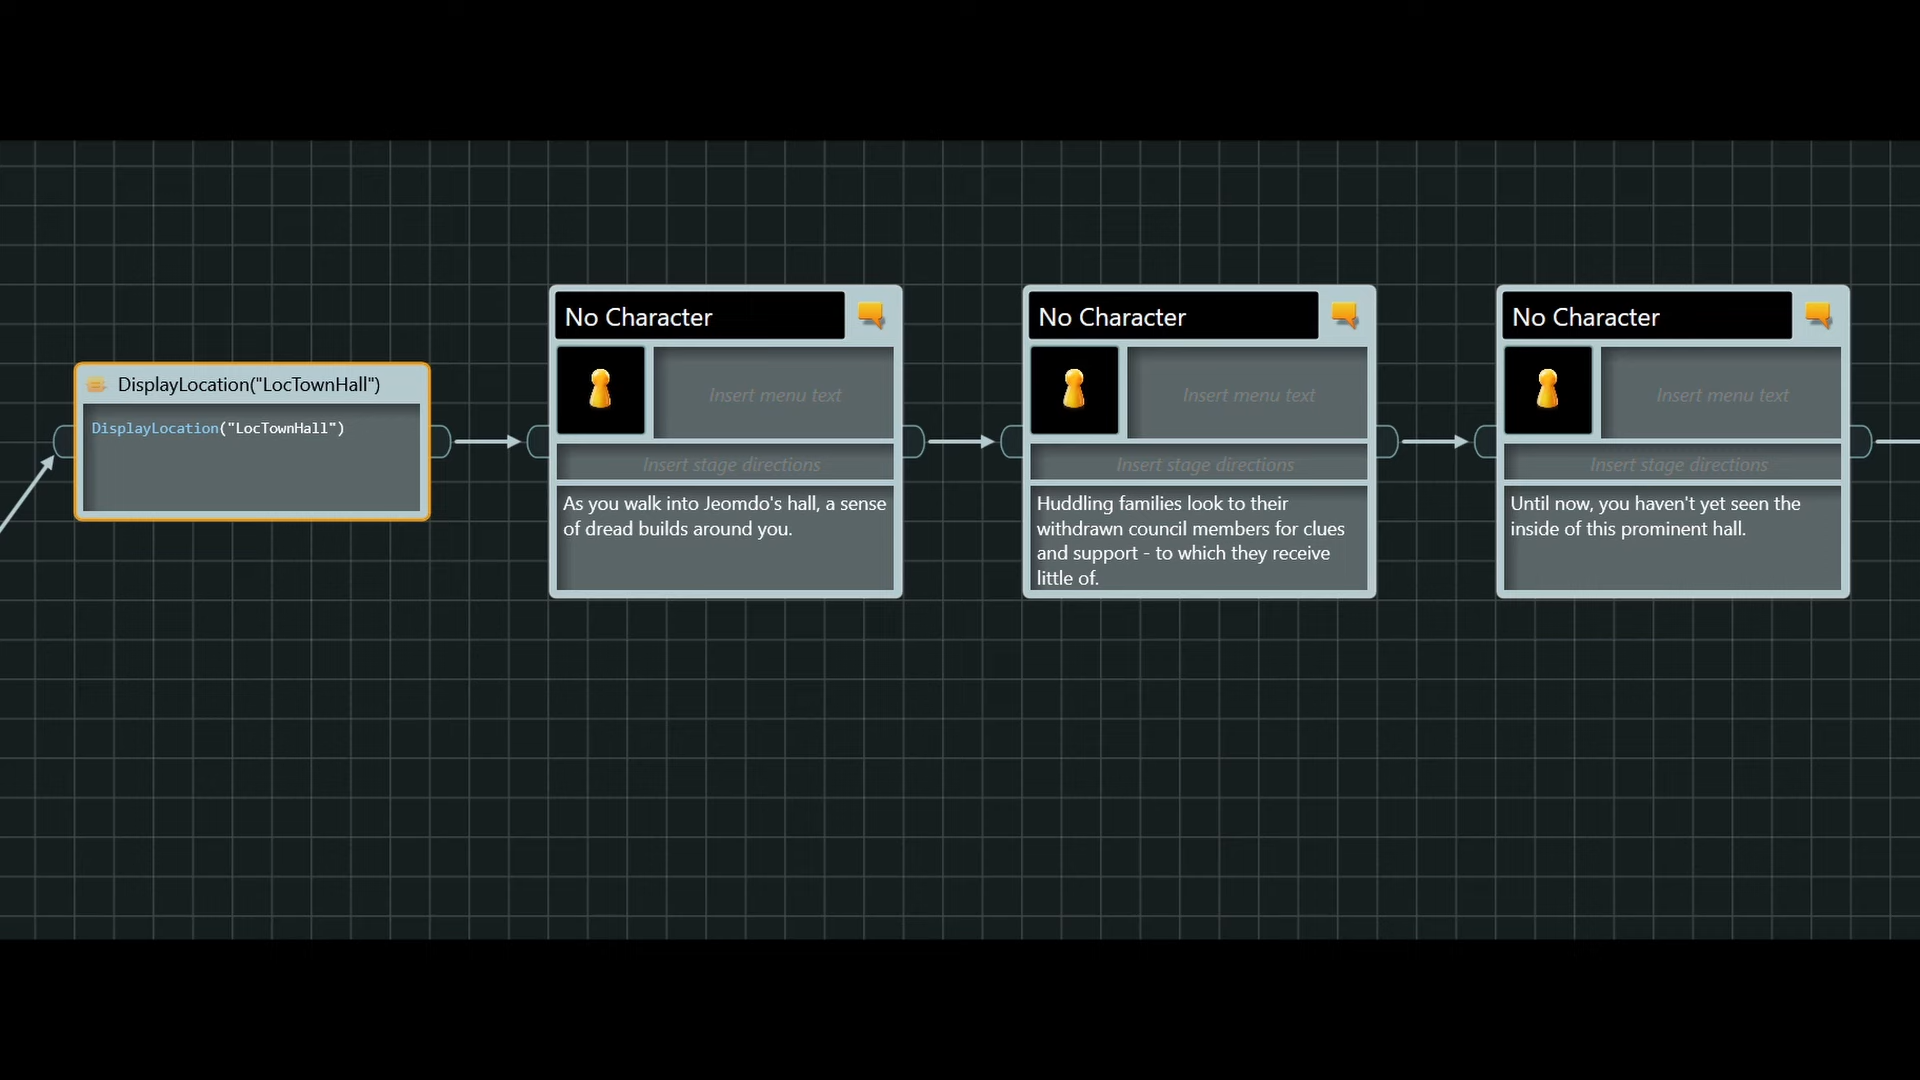 DisplayLocation("LocTownHall")
DisplayLocation("LocTownHall")
No Character
Insert menu text
Insert stage directions
As you walk into Jeomdo's hall, a sense
of dread builds around you.
No Character
Insert menu text
Insert stage directions
Huddling families look to their
withdrawn council members for clues
and support - to which they receive
little of.
No Character
Insert menu text
Insert stage directions
Until now, you haven't yet seen the
inside of this prominent hall.